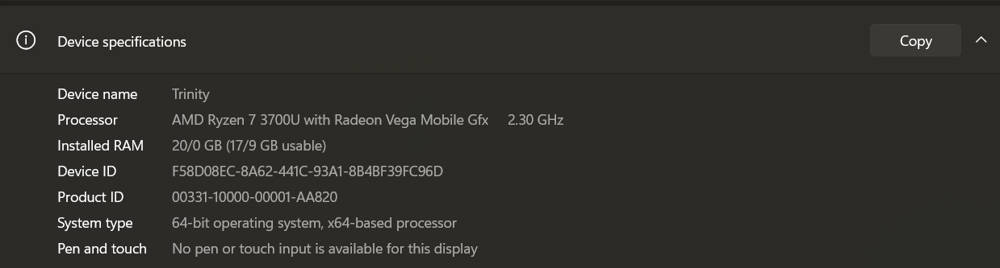 Device specifications
Copy
Device name Trinity
Processor AMD Ryzen 7 3700U with Radeon Vega Mobile Gfx 2.30 GHz
Installed RAM 20/0 GB (17/9 GB usable)
Device ID F58D08EC-8A62-441C-93A1-8B4BF39FC96D
Product ID 00331-10000-00001-AA820
System type 64-bit operating system, x64-based processor
Pen and touch No pen or touch input is available for this display